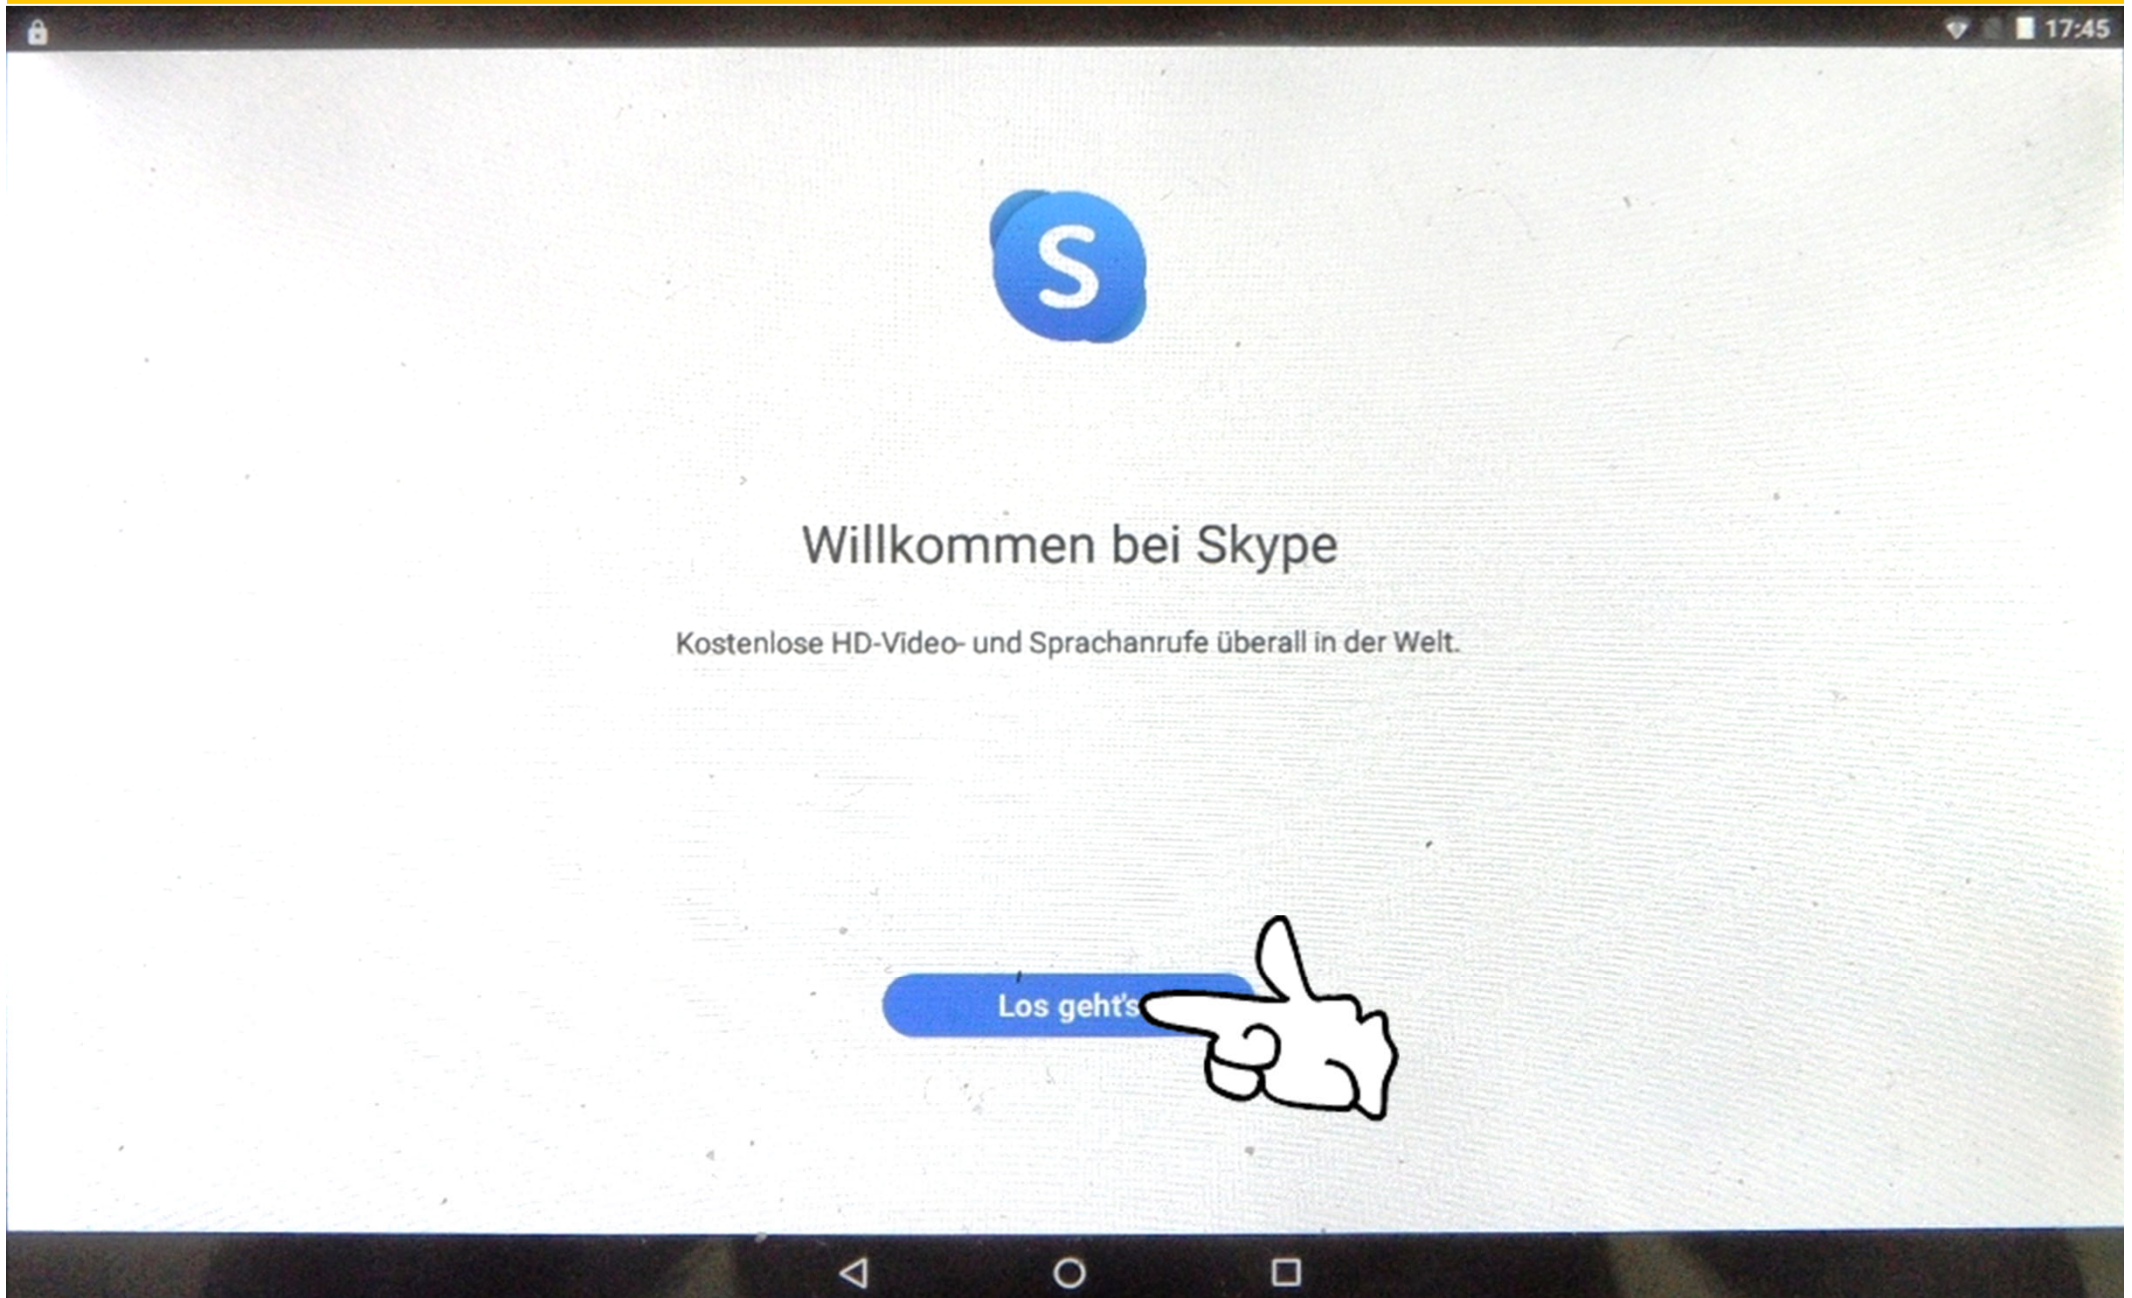 17:45
S
Willkommen bei Skype
Kostenlose HD-Video- und Sprachanrufe überall in der Welt.
Los geht's